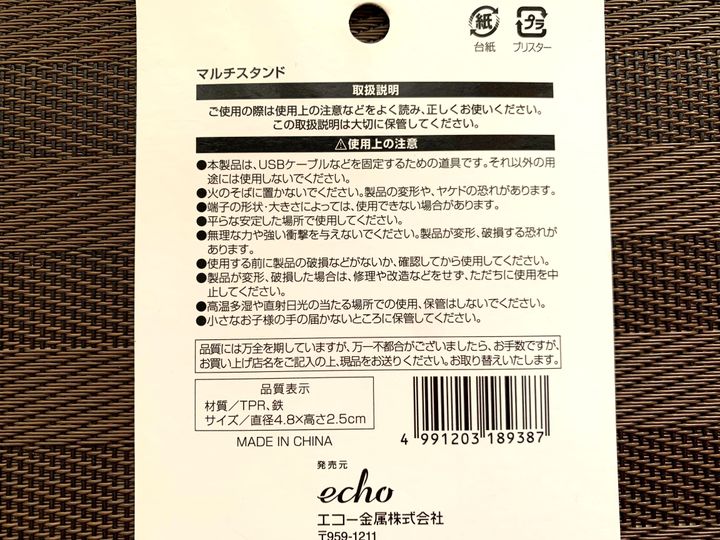 紙 プラ
台紙 ブリスター
マルチスタンド
取扱説明
ご使用の際は使用上の注意などをよく読み、正しくお使いください。
この取扱説明は大切に保管してください。
⚠使用上の注意
●本製品は、USBケーブルなどを固定するための道具です。それ以外の用
途には使用しないでください。
●火のそばに置かないでください。製品の変形や、ヤケドの恐れがあります。
●端子の形状・大きさによっては、使用できない場合があります。
●平らな安定した場所で使用してください。
●無理な力や強い衝撃を与えないでください。製品が変形、破損する恐れが
あります。
●使用する前に製品の破損などがないか、確認してから使用してください。
●製品が変形、破損した場合は、修理や改造などをせず、ただちに使用を中
止してください。
●高温多湿や直射日光の当たる場所での使用、保管はしないでください。
●小さなお子様の手の届かないところに保管してください。
品質には万全を期していますが、万一不都合がございましたら、お手数ですが、
お買い上げ店名をご記入の上、現品をお送りください。お取り替えいたします。
品質表示
材質／TPR、鉄
サイズ／直径4.8×高さ2.5cm
MADE IN CHINA
4 991203 189387
発売元
echo
エコー金属株式会社
〒959-1211